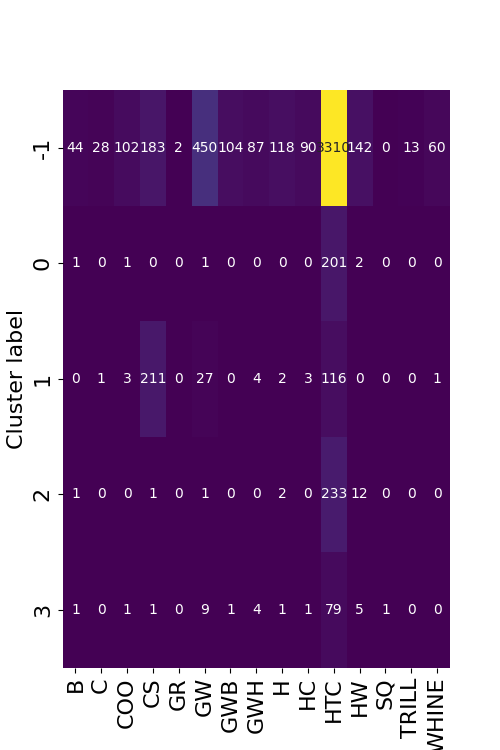 -1 44 28 102 183 2 450 104 87 118 90 3310 142 0 13 60
0 1 0 1 0 0 1 0 0 0 0 201 2 0 0 0
1 0 1 3 211 0 27 0 4 2 3 116 0 0 0 1
2 1 0 0 1 0 1 0 0 2 0 233 12 0 0 0
3 1 0 1 1 0 9 1 4 1 1 79 5 1 0 0
Cluster label
B C COO CS GR GW GWB GWH H HC HTC HW SQ TRILL WHINE